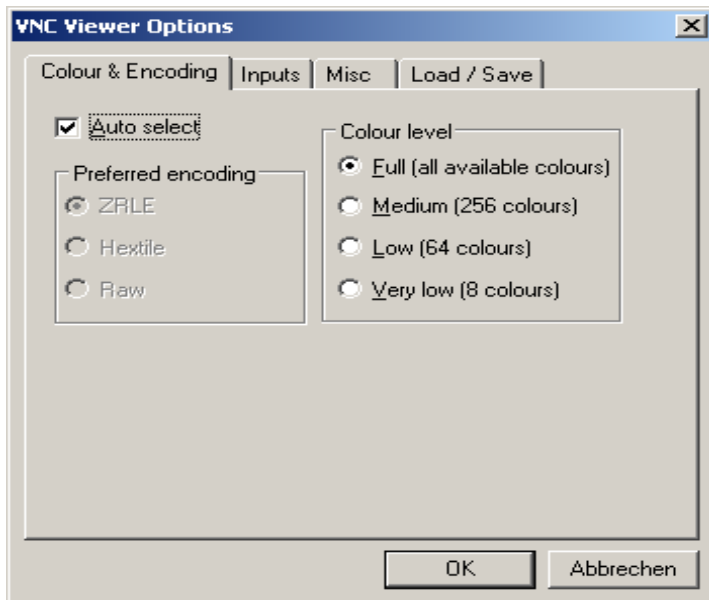 VNC Viewer Options
Colour & Encoding Inputs Misc Load / Save
Auto select
Preferred encoding
ZRLE
Hextile
Raw
Colour level
Full (all available colours)
Medium (256 colours)
Low (64 colours)
Very low (8 colours)
OK Abbrechen